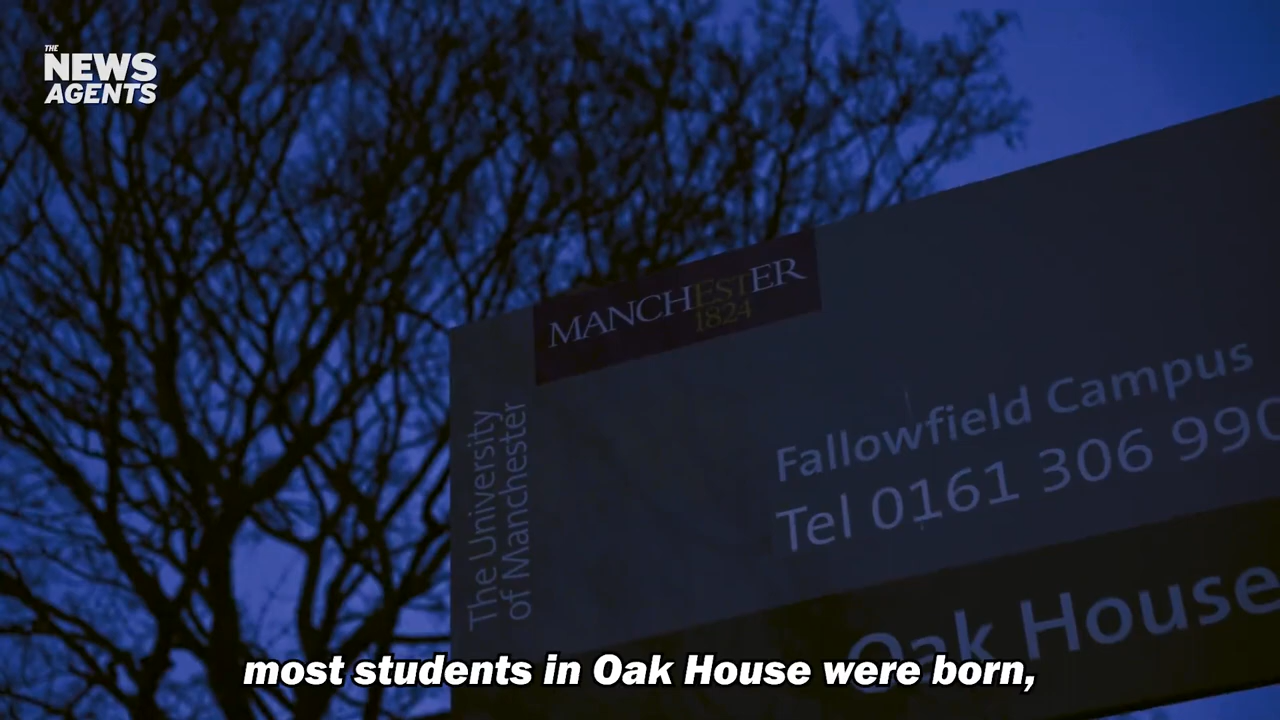 THE
NEWS
AGENTS
MANCHESTER
1824
The University
of Manchester
Fallowfield Campus
Tel 0161 306 990
Oak House
most students in Oak House were born,